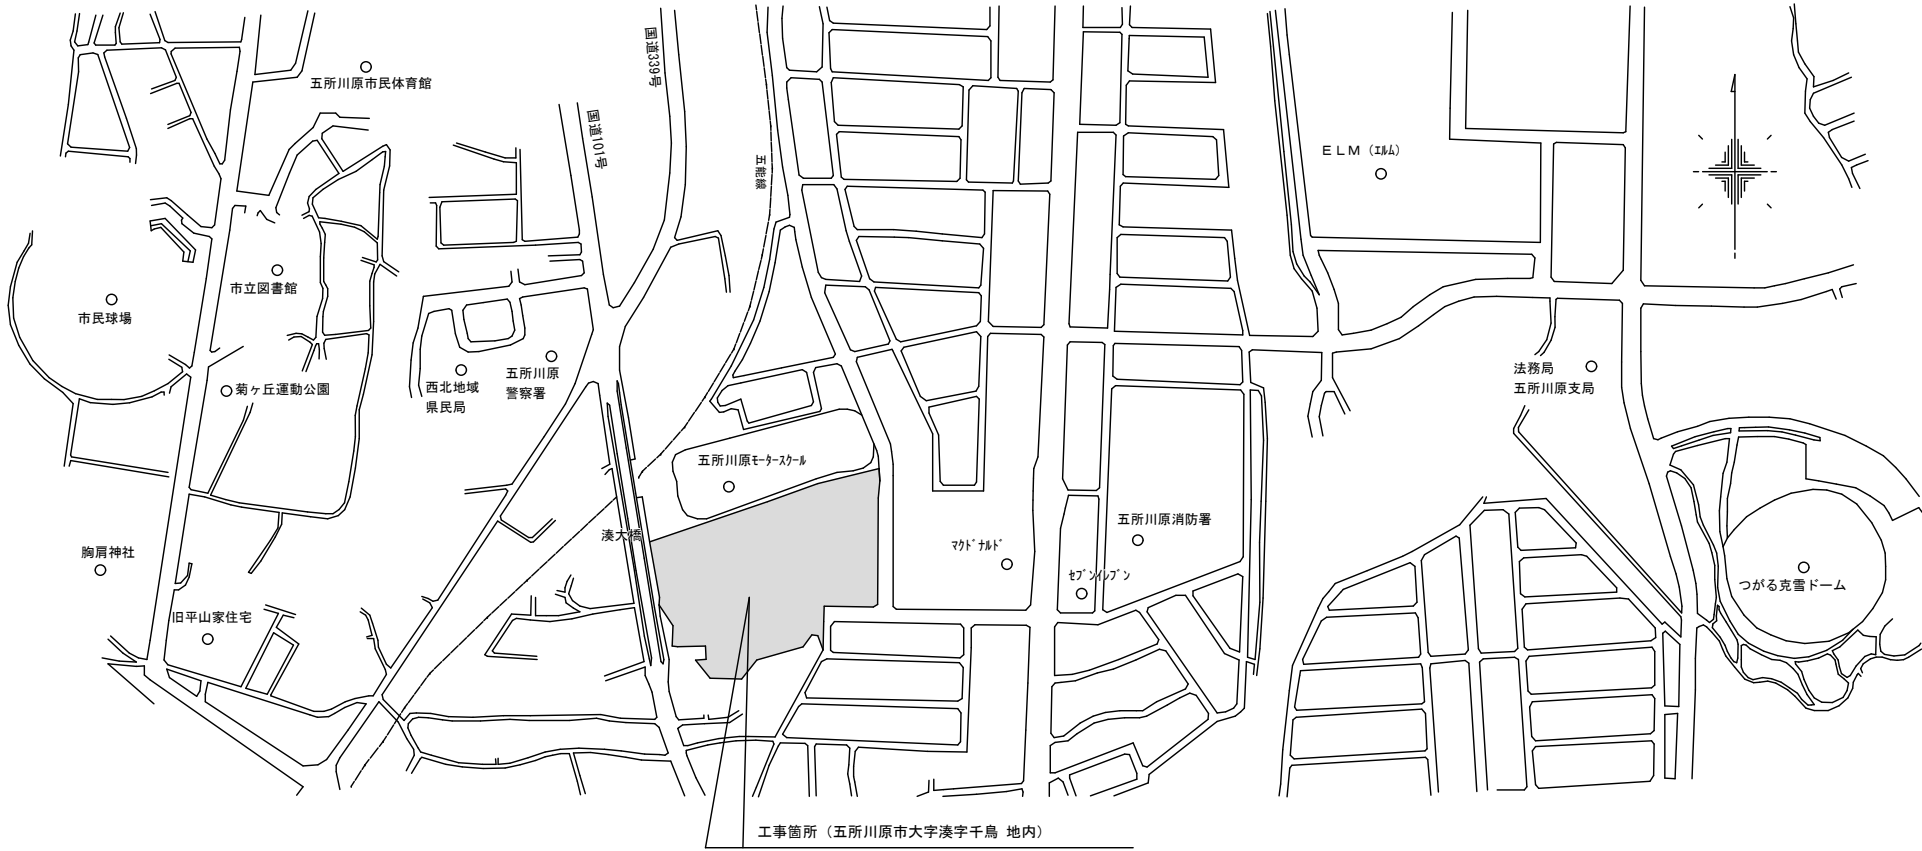 国道339号
五所川原市民体育館
国道101号
五能線
ＥＬＭ（ｴﾙﾑ）
市立図書館
市民球場
菊ヶ丘運動公園
西北地域
県民局
五所川原
警察署
法務局
五所川原支局
五所川原ﾓｰﾀｰｽｸｰﾙ
湊大橋
五所川原消防署
ﾏｸﾄﾞﾅﾙﾄﾞ
ｾﾌﾞﾝｲﾚﾌﾞﾝ
つがる克雪ドーム
胸肩神社
旧平山家住宅
工事箇所（五所川原市大字湊字千鳥 地内）